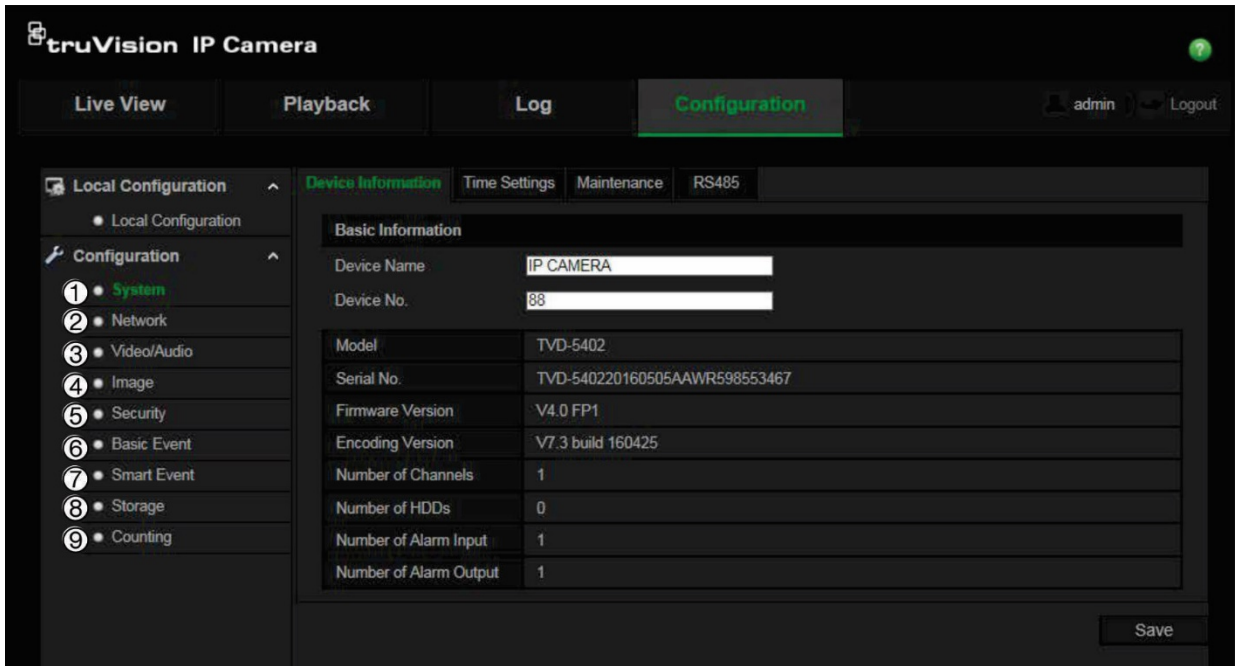 truVision IP Camera
?
Live View Playback Log Configuration admin Logout
Local Configuration
Local Configuration
Configuration
① System
② Network
③ Video/Audio
④ Image
⑤ Security
⑥ Basic Event
⑦ Smart Event
⑧ Storage
⑨ Counting
Device Information Time Settings Maintenance RS485
Basic Information
Device Name IP CAMERA
Device No. 88
Model TVD-5402
Serial No. TVD-540220160505AAWR598553467
Firmware Version V4.0 FP1
Encoding Version V7.3 build 160425
Number of Channels 1
Number of HDDs 0
Number of Alarm Input 1
Number of Alarm Output 1
Save